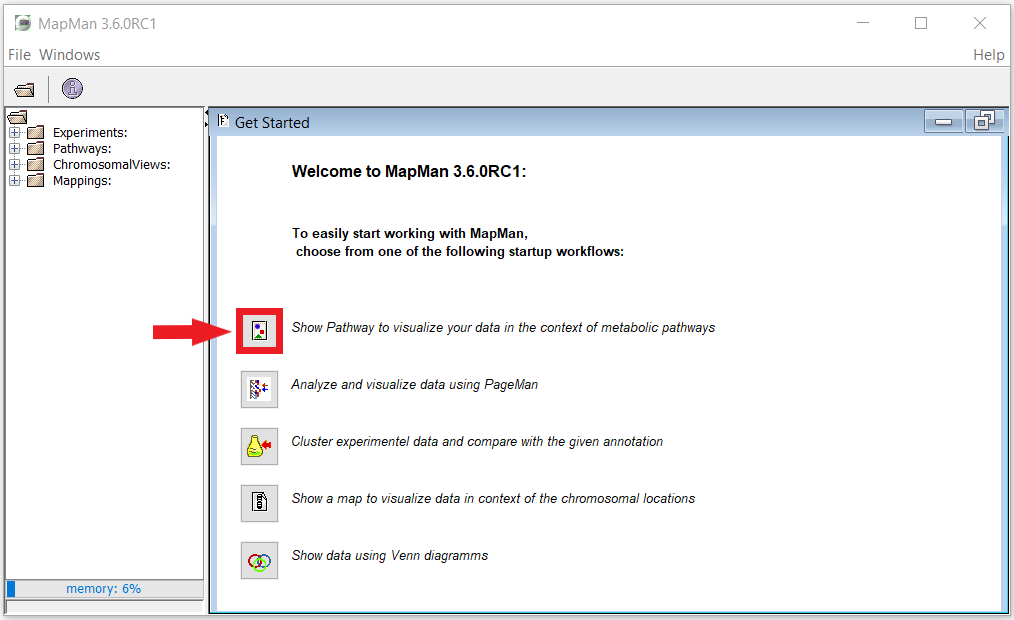 MapMan 3.6.0RC1
File Windows Help
Get Started
Experiments:
Pathways:
ChromosomalViews:
Mappings:
Welcome to MapMan 3.6.0RC1:
To easily start working with MapMan,
choose from one of the following startup workflows:
Show Pathway to visualize your data in the context of metabolic pathways
Analyze and visualize data using PageMan
Cluster experimentel data and compare with the given annotation
Show a map to visualize data in context of the chromosomal locations
Show data using Venn diagramms
memory: 6%